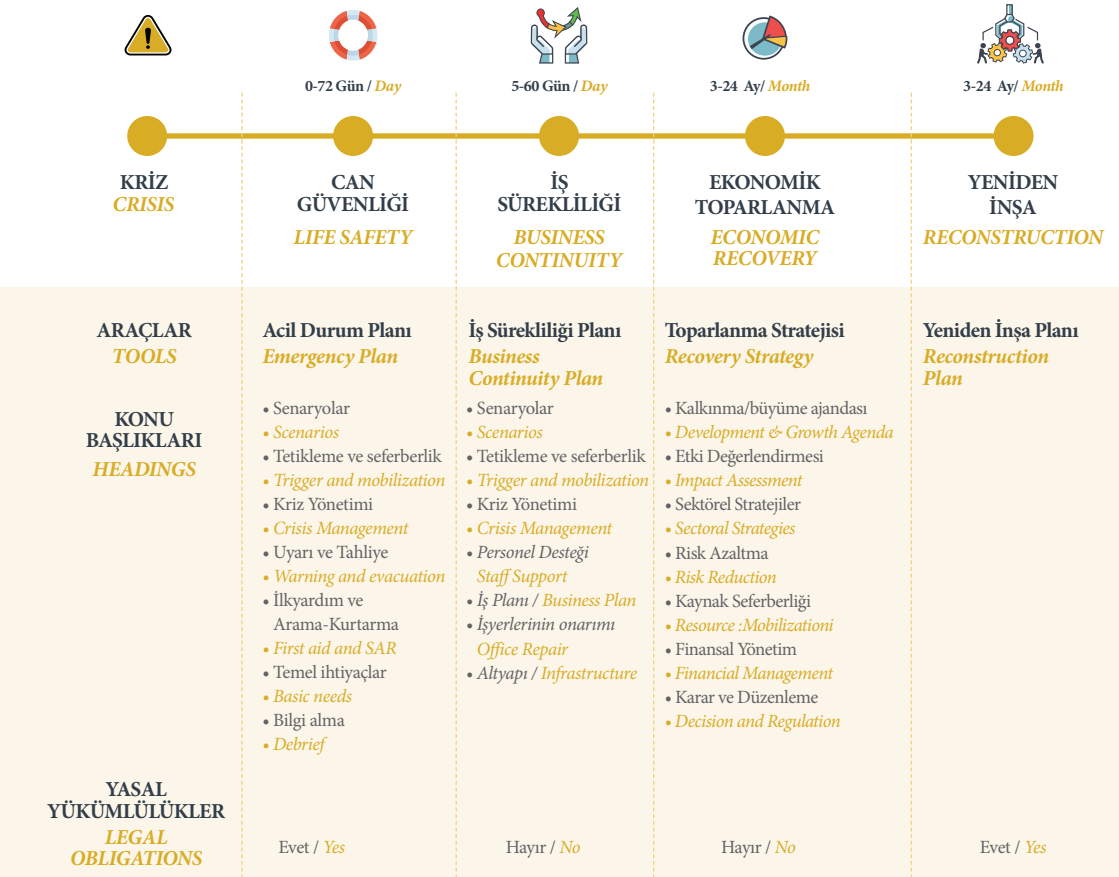 0-72 Gün / Day
5-60 Gün / Day
3-24 Ay/ Month
3-24 Ay/ Month
KRİZ
CRISIS
CAN
GÜVENLİĞİ
LIFE SAFETY
İŞ
SÜREKLİLİĞİ
BUSINESS
CONTINUITY
EKONOMİK
TOPARLANMA
ECONOMIC
RECOVERY
YENİDEN
İNŞA
RECONSTRUCTION
ARAÇLAR
TOOLS
Acil Durum Planı
Emergency Plan
İş Sürekliliği Planı
Business
Continuity Plan
Toparlanma Stratejisi
Recovery Strategy
Yeniden İnşa Planı
Reconstruction
Plan
KONU
BAŞLIKLARI
HEADINGS
• Senaryolar
• Scenarios
• Tetikleme ve seferberlik
• Trigger and mobilization
• Kriz Yönetimi
• Crisis Management
• Uyarı ve Tahliye
• Warning and evacuation
• İlkyardım ve
Arama-Kurtarma
• First aid and SAR
• Temel ihtiyaçlar
• Basic needs
• Bilgi alma
• Debrief
• Senaryolar
• Scenarios
• Tetikleme ve seferberlik
• Trigger and mobilization
• Kriz Yönetimi
• Crisis Management
• Personel Desteği
Staff Support
• İş Planı / Business Plan
• İşyerlerinin onarımı
Office Repair
• Altyapı / Infrastructure
• Kalkınma/büyüme ajandası
• Development & Growth Agenda
• Etki Değerlendirmesi
• Impact Assessment
• Sektörel Stratejiler
• Sectoral Strategies
• Risk Azaltma
• Risk Reduction
• Kaynak Seferberliği
• Resource :Mobilizationi
• Finansal Yönetim
• Financial Management
• Karar ve Düzenleme
• Decision and Regulation
YASAL
YÜKÜMLÜLÜKLER
LEGAL
OBLIGATIONS
Evet / Yes
Hayır / No
Hayır / No
Evet / Yes